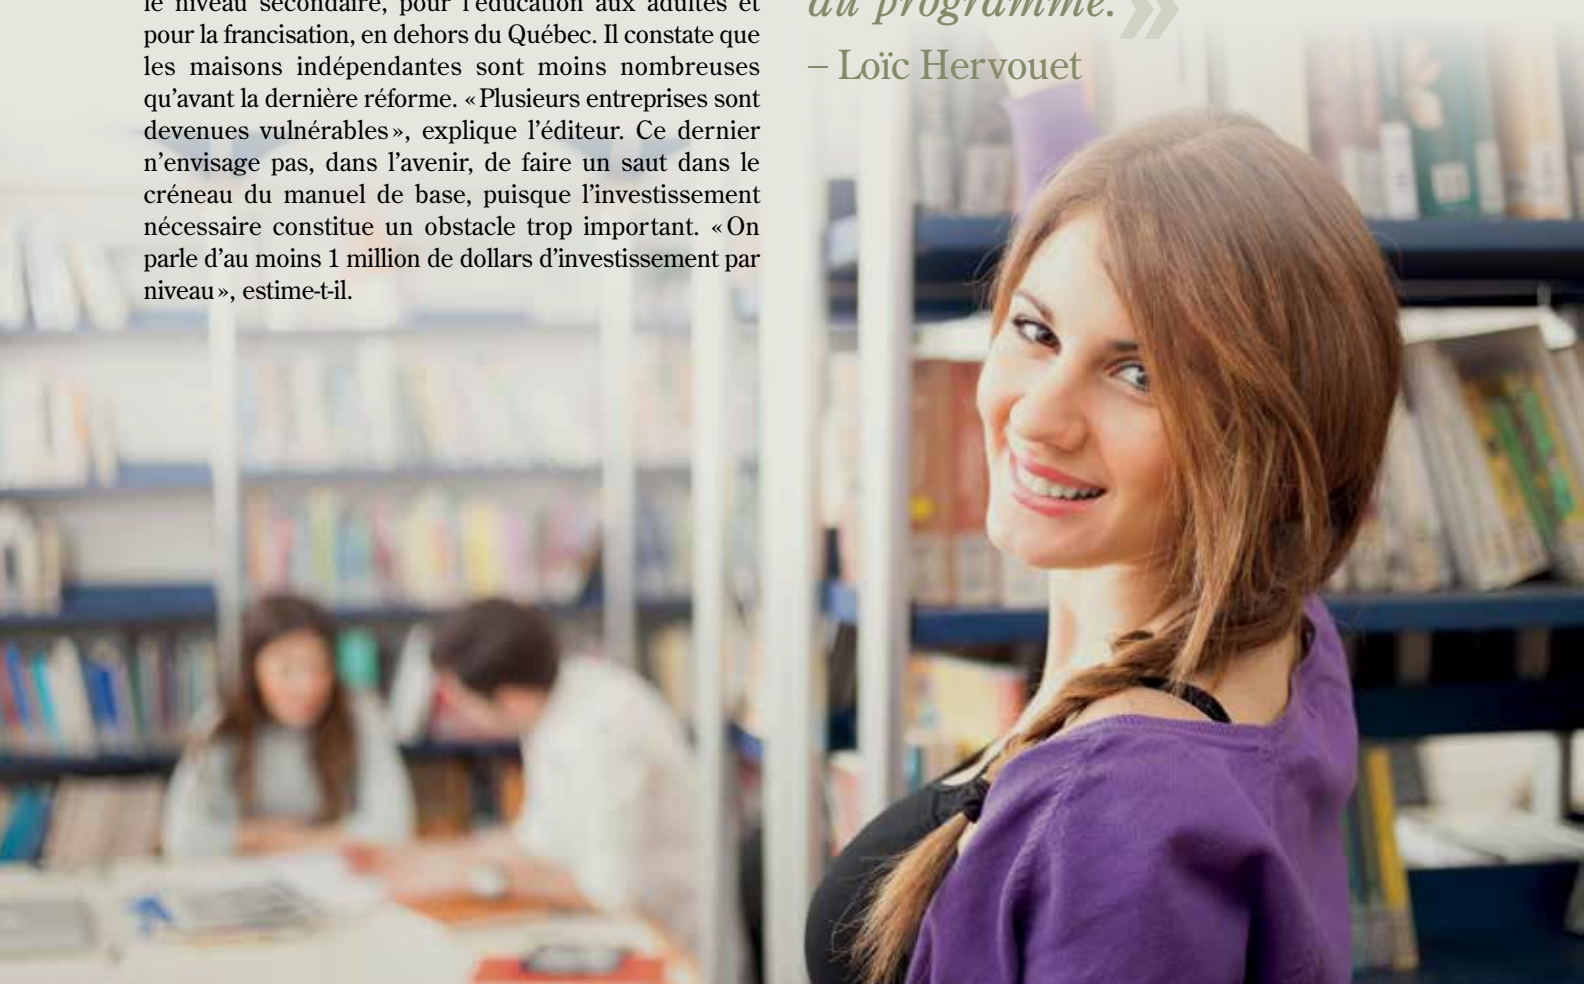 le niveau secondaire, pour l'éducation aux adultes et
pour la francisation, en dehors du Québec. Il constate que
les maisons indépendantes sont moins nombreuses
qu'avant la dernière réforme. « Plusieurs entreprises sont
devenues vulnérables », explique l'éditeur. Ce dernier
n'envisage pas, dans l'avenir, de faire un saut dans le
créneau du manuel de base, puisque l'investissement
nécessaire constitue un obstacle trop important. « On
parle d'au moins 1 million de dollars d'investissement par
niveau », estime-t-il.
du programme. »
– Loïc Hervouet